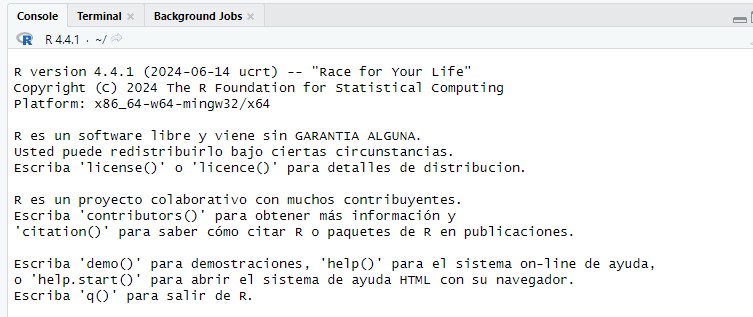 Console Terminal × Background Jobs ×
R R 4.4.1 · ~/
R version 4.4.1 (2024-06-14 ucrt) -- "Race for Your Life"
Copyright (C) 2024 The R Foundation for Statistical Computing
Platform: x86_64-w64-mingw32/x64
R es un software libre y viene sin GARANTIA ALGUNA.
Usted puede redistribuirlo bajo ciertas circunstancias.
Escriba 'license()' o 'licence()' para detalles de distribucion.
R es un proyecto colaborativo con muchos contribuyentes.
Escriba 'contributors()' para obtener más información y
'citation()' para saber cómo citar R o paquetes de R en publicaciones.
Escriba 'demo()' para demostraciones, 'help()' para el sistema on-line de ayuda,
o 'help.start()' para abrir el sistema de ayuda HTML con su navegador.
Escriba 'q()' para salir de R.